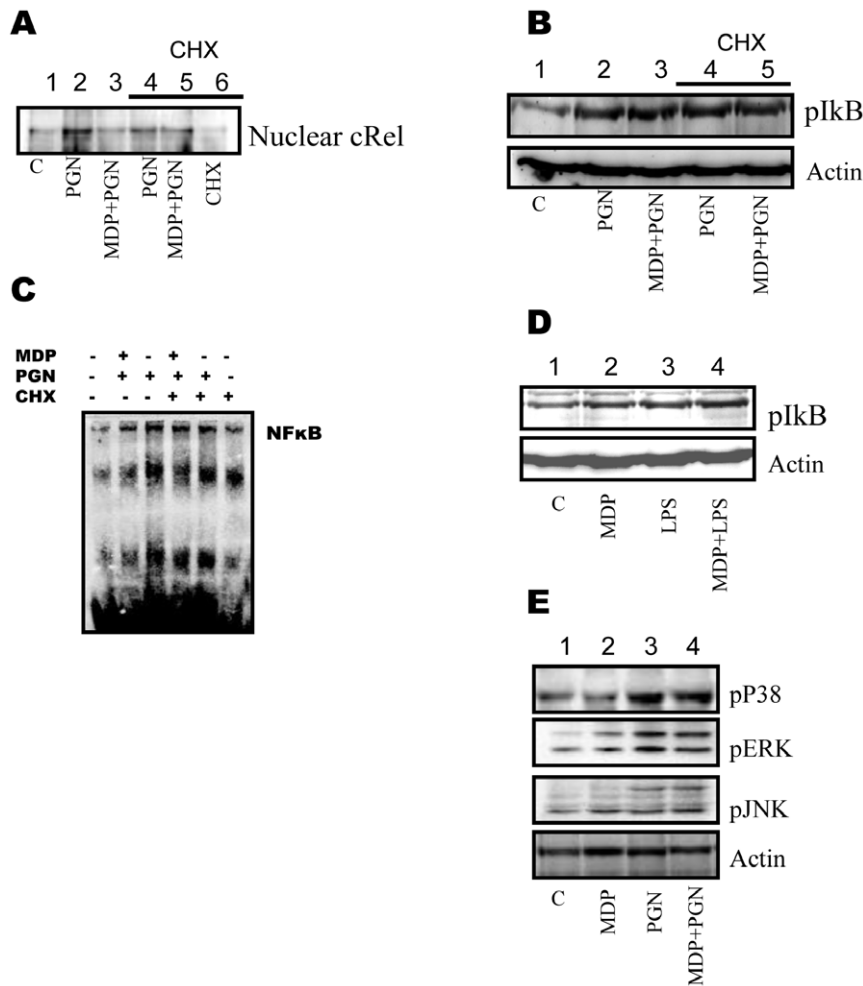 A
CHX
1 2 3 4 5 6
Nuclear cRel
C PGN MDP+PGN PGN MDP+PGN CHX
B
CHX
1 2 3 4 5
pIkB
Actin
C PGN MDP+PGN PGN MDP+PGN
C
MDP - + - + - -
PGN - + + + + -
CHX - - - + + +
NFκB
D
1 2 3 4
pIkB
Actin
C MDP LPS MDP+LPS
E
1 2 3 4
pP38
pERK
pJNK
Actin
C MDP PGN MDP+PGN